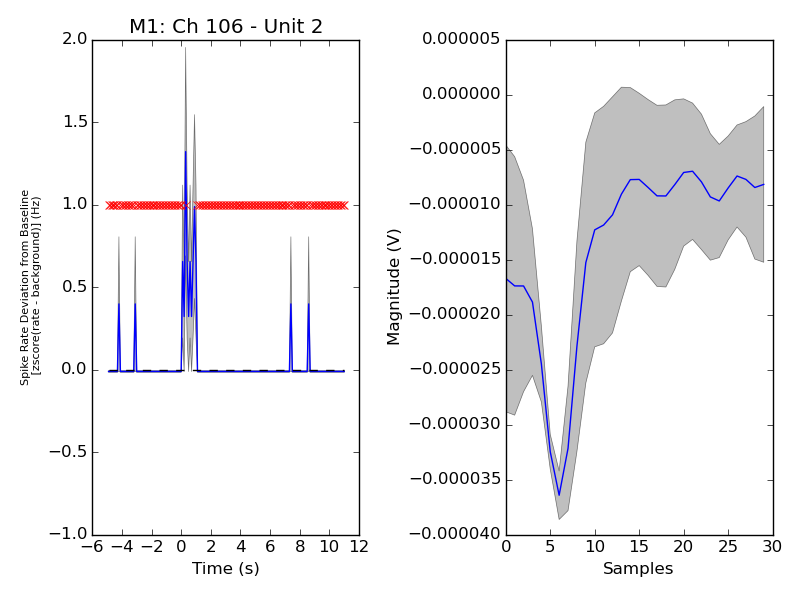 M1: Ch 106 - Unit 2
2.0
1.5
1.0
0.5
0.0
−0.5
−1.0
−6 −4 −2 0 2 4 6 8 10 12
Time (s)
Spike Rate Deviation from Baseline
[zscore(rate - background)] (Hz)
0.000005
0.000000
−0.000005
−0.000010
−0.000015
−0.000020
−0.000025
−0.000030
−0.000035
−0.000040
0 5 10 15 20 25 30
Samples
Magnitude (V)